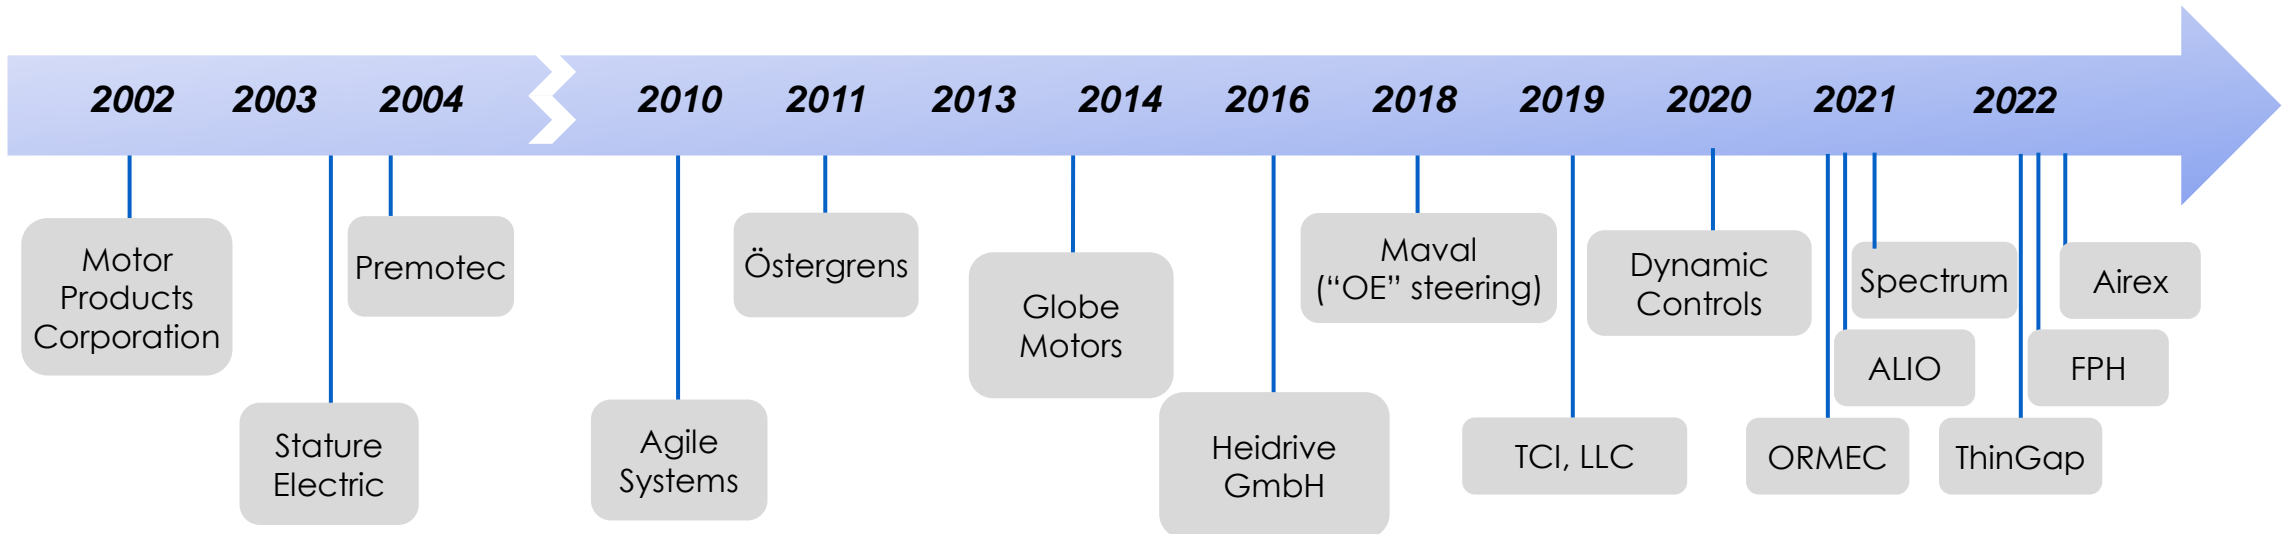 2002 2003 2004 2010 2011 2013 2014 2016 2018 2019 2020 2021 2022
Motor
Products
Corporation
Stature
Electric
Premotec
Agile
Systems
Östergrens
Globe
Motors
Heidrive
GmbH
Maval
(“OE” steering)
TCI, LLC
Dynamic
Controls
ORMEC
ALIO
Spectrum
ThinGap
FPH
Airex